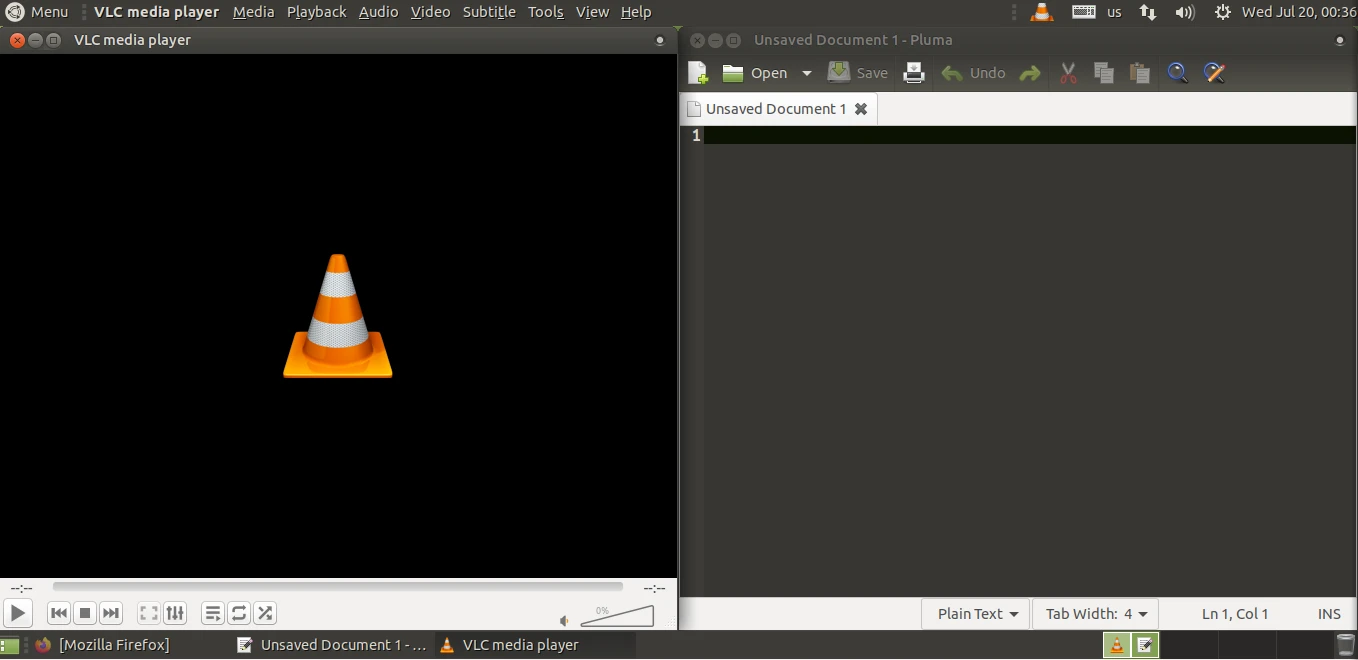 Menu VLC media player Media Playback Audio Video Subtitle Tools View Help us Wed Jul 20, 00:36
VLC media player
Unsaved Document 1 - Pluma
Open Save Undo
Unsaved Document 1
1
--:-- --:--
0%
Plain Text Tab Width: 4 Ln 1, Col 1 INS
[Mozilla Firefox] Unsaved Document 1 - ... VLC media player